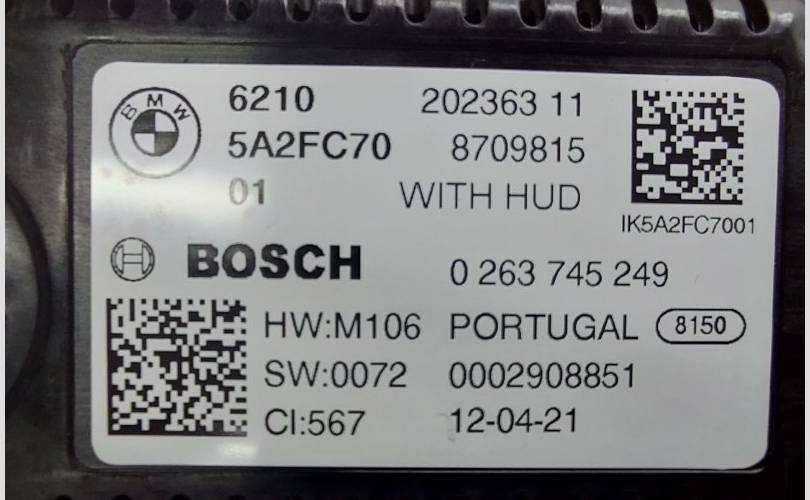 BMW
6210 202363 11
5A2FC70 8709815
01 WITH HUD
IK5A2FC7001
BOSCH 0 263 745 249
HW:M106 PORTUGAL 8150
SW:0072 0002908851
CI:567 12-04-21